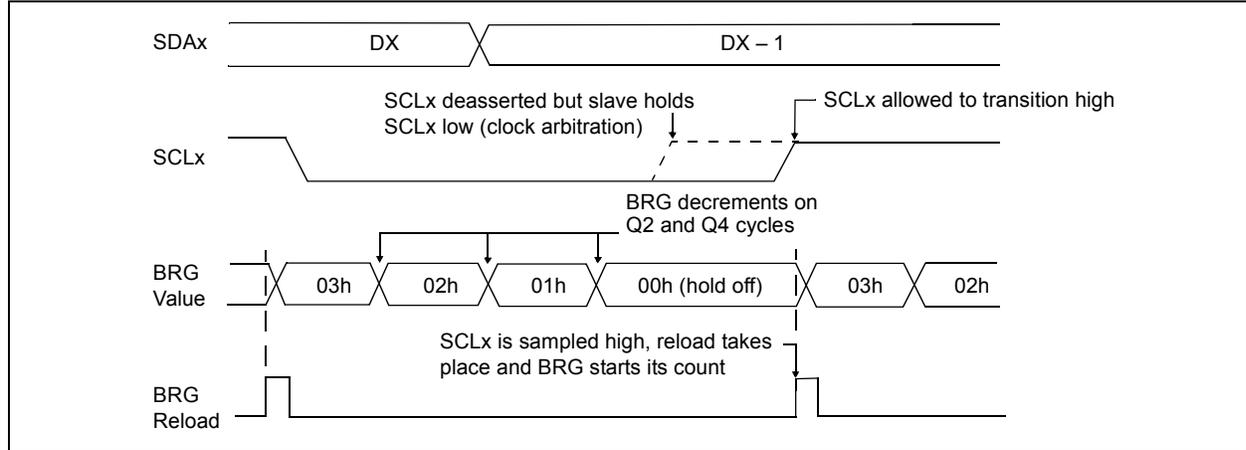 SDAx
DX
DX – 1
SCLx deasserted but slave holds
SCLx low (clock arbitration)
SCLx allowed to transition high
SCLx
BRG decrements on
Q2 and Q4 cycles
BRG
Value
03h
02h
01h
00h (hold off)
03h
02h
SCLx is sampled high, reload takes
place and BRG starts its count
BRG
Reload